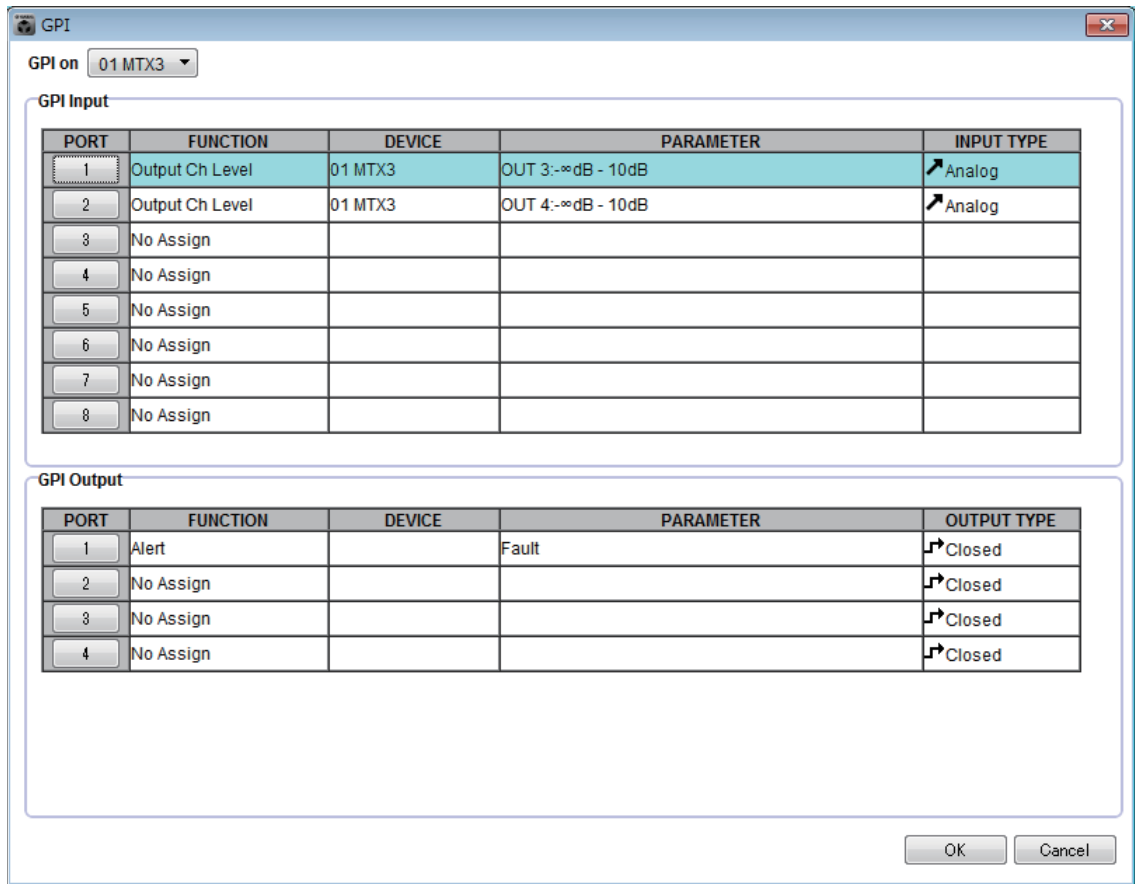 GPI
GPI on 01 MTX3
GPI Input
PORT FUNCTION DEVICE PARAMETER INPUT TYPE
1 Output Ch Level 01 MTX3 OUT 3:-∞dB - 10dB Analog
2 Output Ch Level 01 MTX3 OUT 4:-∞dB - 10dB Analog
3 No Assign
4 No Assign
5 No Assign
6 No Assign
7 No Assign
8 No Assign
GPI Output
PORT FUNCTION DEVICE PARAMETER OUTPUT TYPE
1 Alert Fault Closed
2 No Assign Closed
3 No Assign Closed
4 No Assign Closed
OK Cancel